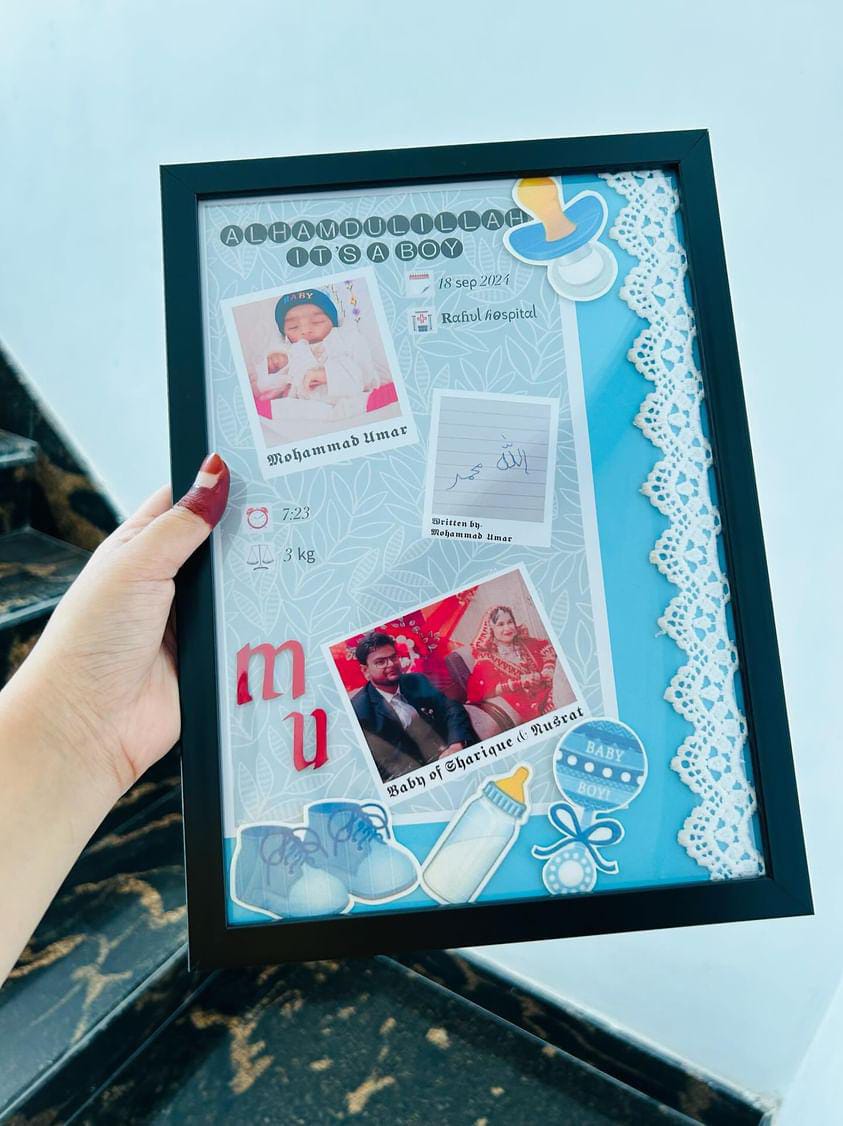 ALHAMDULILLAH
IT'S A BOY
18 sep 2024
Rahul hospital
BABY
Mohammad Umar
الله
محمد
Written by-
Mohammad Umar
7:23
3 kg
m
u
Baby of Sharique & Nusrat
BABY
BOY!